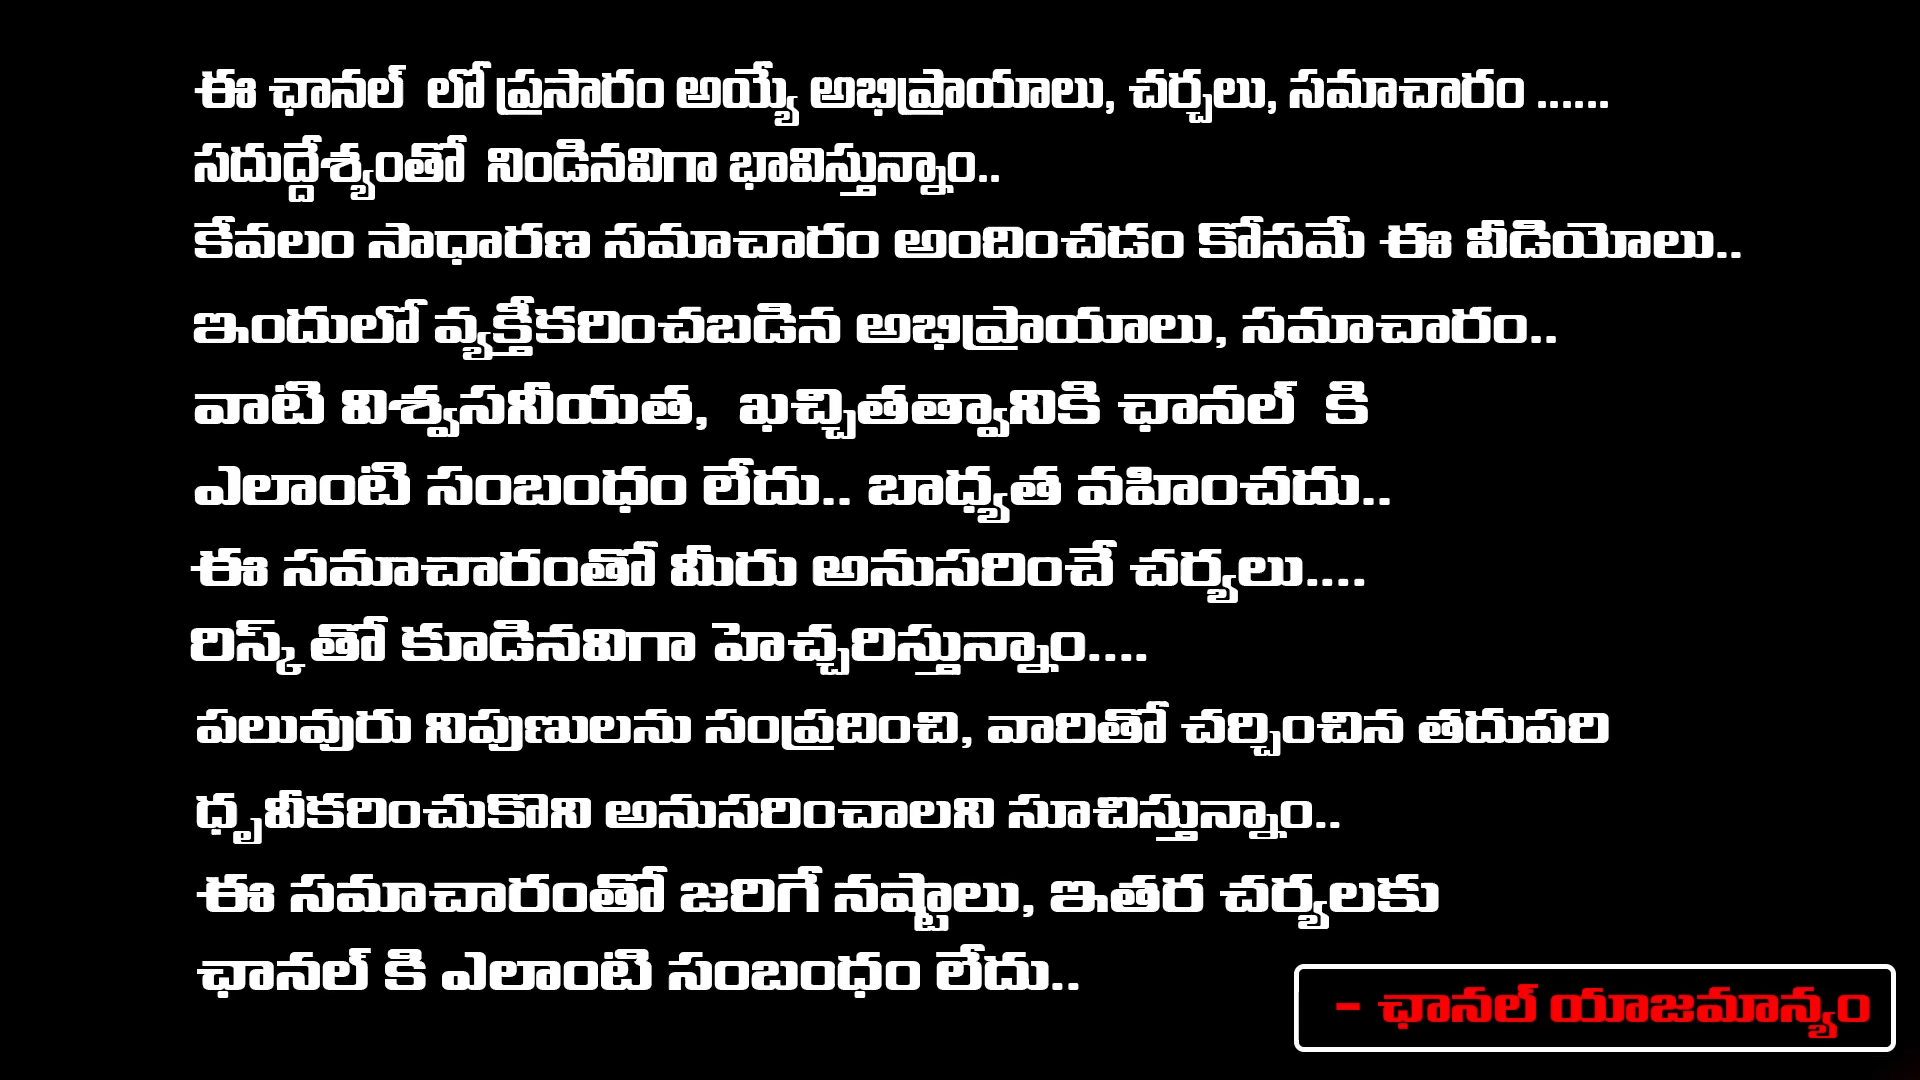 ఈ ఛానల్ లో ప్రసారం అయ్యే అభిప్రాయాలు, చర్చలు, సమాచారం ......
సదుద్దేశ్యంతో నిండినవిగా భావిస్తున్నాం..
కేవలం సాధారణ సమాచారం అందించడం కోసమే ఈ వీడియోలు..
ఇందులో వ్యక్తీకరించబడిన అభిప్రాయాలు, సమాచారం..
వాటి విశ్వసనీయత, ఖచ్చితత్వానికి ఛానల్ కి
ఎలాంటి సంబంధం లేదు.. బాధ్యత వహించదు..
ఈ సమాచారంతో మీరు అనుసరించే చర్యలు....
రిస్క్ తో కూడినవిగా హెచ్చరిస్తున్నాం....
పలువురు నిపుణులను సంప్రదించి, వారితో చర్చించిన తదుపరి
ధృవీకరించుకొని అనుసరించాలని సూచిస్తున్నాం..
ఈ సమాచారంతో జరిగే నష్టాలు, ఇతర చర్యలకు
ఛానల్ కి ఎలాంటి సంబంధం లేదు..
- ఛానల్ యాజమాన్యం